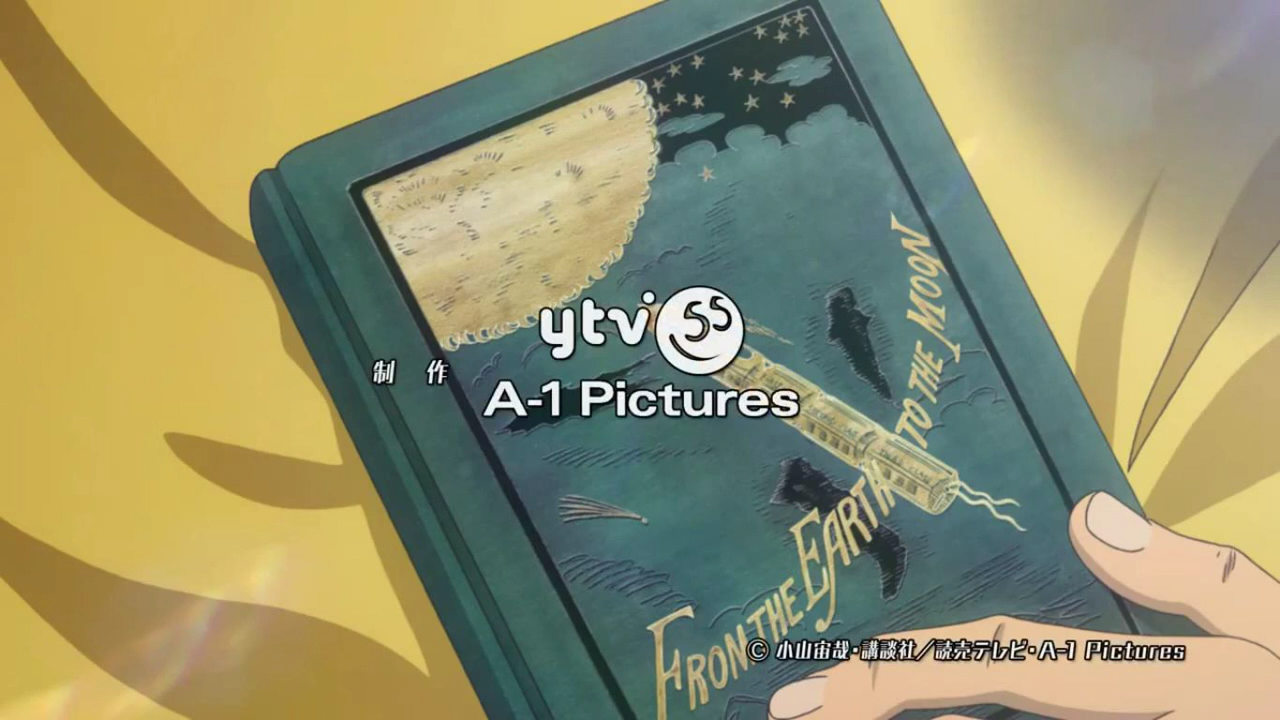 FROM THE EARTH TO THE MOON
ytv
制 作
A-1 Pictures
© 小山宙哉・講談社／読売テレビ・A-1 Pictures